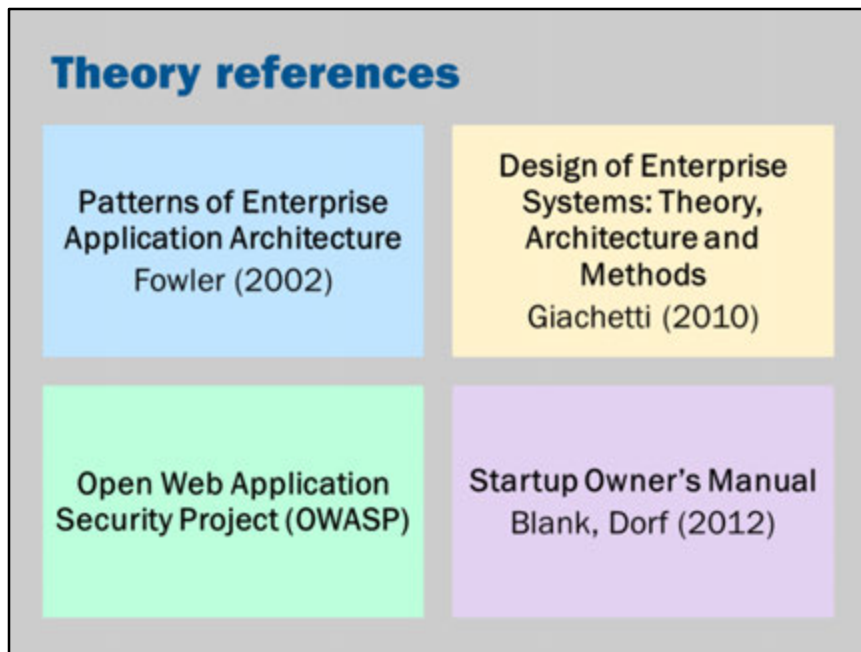 Theory references
Patterns of Enterprise
Application Architecture
Fowler (2002)
Design of Enterprise
Systems: Theory,
Architecture and
Methods
Giachetti (2010)
Open Web Application
Security Project (OWASP)
Startup Owner's Manual
Blank, Dorf (2012)